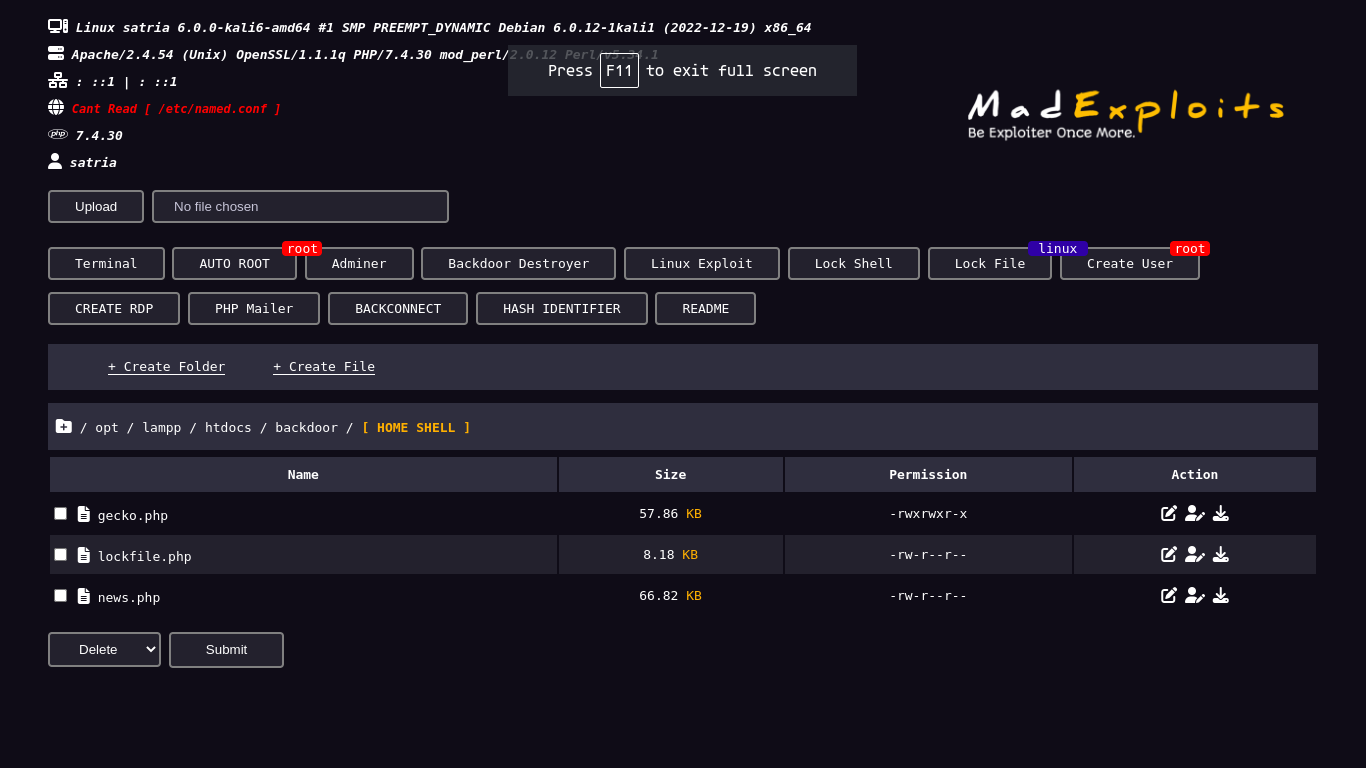 Linux satria 6.0.0-kali6-amd64 #1 SMP PREEMPT_DYNAMIC Debian 6.0.12-1kali1 (2022-12-19) x86_64
Apache/2.4.54 (Unix) OpenSSL/1.1.1q PHP/7.4.30 mod_perl/2.0.12 Perl/v5.34.1
Press F11 to exit full screen
: ::1 | : ::1
Cant Read [ /etc/named.conf ]
MadExploits
Be Exploiter Once More.
php 7.4.30
satria
Upload No file chosen
root linux root
Terminal AUTO ROOT Adminer Backdoor Destroyer Linux Exploit Lock Shell Lock File Create User
CREATE RDP PHP Mailer BACKCONNECT HASH IDENTIFIER README
+ Create Folder + Create File
/ opt / lampp / htdocs / backdoor / [ HOME SHELL ]
Name Size Permission Action
gecko.php 57.86 KB -rwxrwxr-x
lockfile.php 8.18 KB -rw-r--r--
news.php 66.82 KB -rw-r--r--
Delete Submit